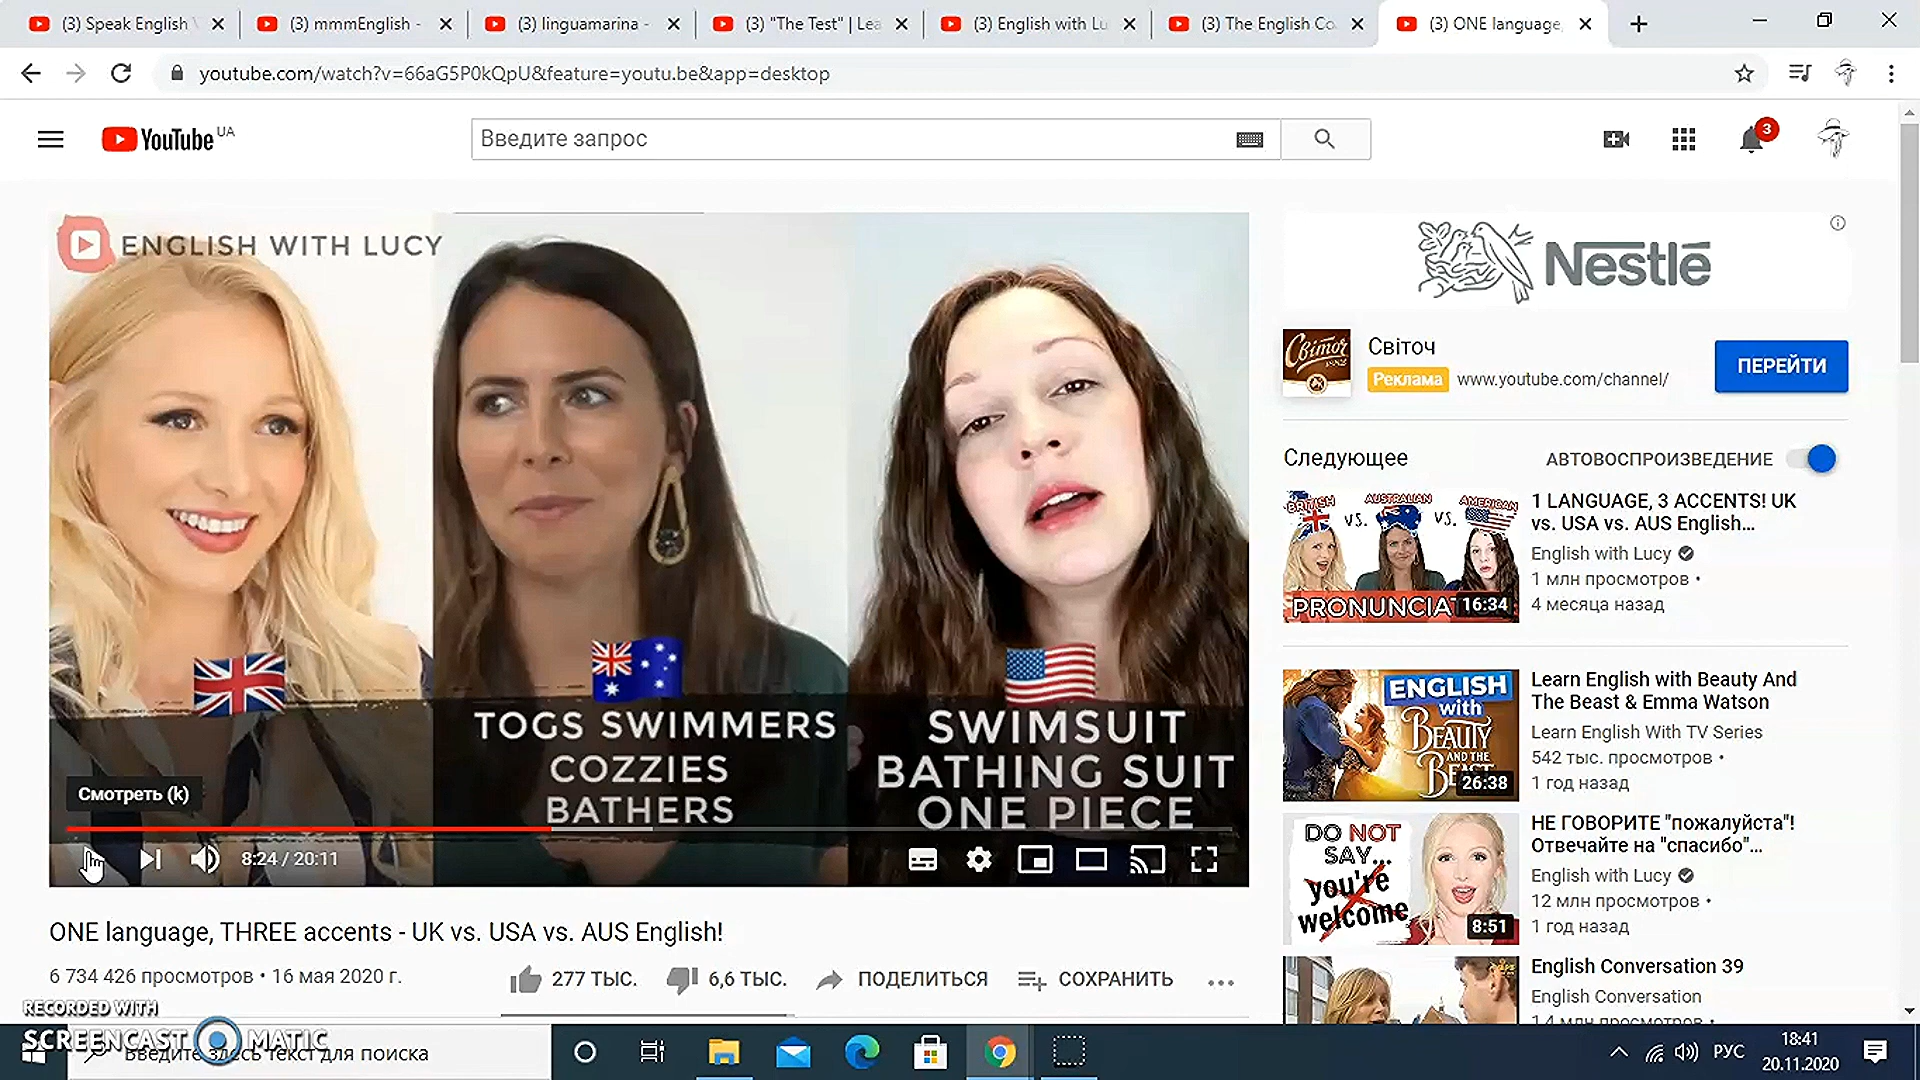 (3) Speak English
(3) mmmEnglish -
(3) linguamarina -
(3) "The Test" | Lea
(3) English with Lu
(3) The English Co
(3) ONE language,
youtube.com/watch?v=66aG5P0kQpU&feature=youtu.be&app=desktop
YouTube UA
Введите запрос
3
ENGLISH WITH LUCY
TOGS SWIMMERS
COZZIES
BATHERS
SWIMSUIT
BATHING SUIT
ONE PIECE
Смотреть (k)
8:24 / 20:11
ONE language, THREE accents - UK vs. USA vs. AUS English!
6 734 426 просмотров • 16 мая 2020 г.
277 ТЫС.
6,6 ТЫС.
ПОДЕЛИТЬСЯ
СОХРАНИТЬ
Nestlé
Світоч
Світоч
Реклама www.youtube.com/channel/
ПЕРЕЙТИ
Следующее
АВТОВОСПРОИЗВЕДЕНИЕ
BRITISH VS. AUSTRALIAN VS. AMERICAN
PRONUNCIAT
16:34
1 LANGUAGE, 3 ACCENTS! UK
vs. USA vs. AUS English...
English with Lucy
1 млн просмотров •
4 месяца назад
ENGLISH
with
BEAUTY
AND THE
BEAST
26:38
Learn English with Beauty And
The Beast & Emma Watson
Learn English With TV Series
542 тыс. просмотров •
1 год назад
DO NOT
SAY...
you're
welcome
8:51
НЕ ГОВОРИТЕ "пожалуйста"!
Отвечайте на "спасибо"...
English with Lucy
12 млн просмотров •
1 год назад
English Conversation 39
English Conversation
1,4 млн просмотров •
RECORDED WITH
SCREENCAST MATIC
Введите здесь текст для поиска
РУС
18:41
20.11.2020